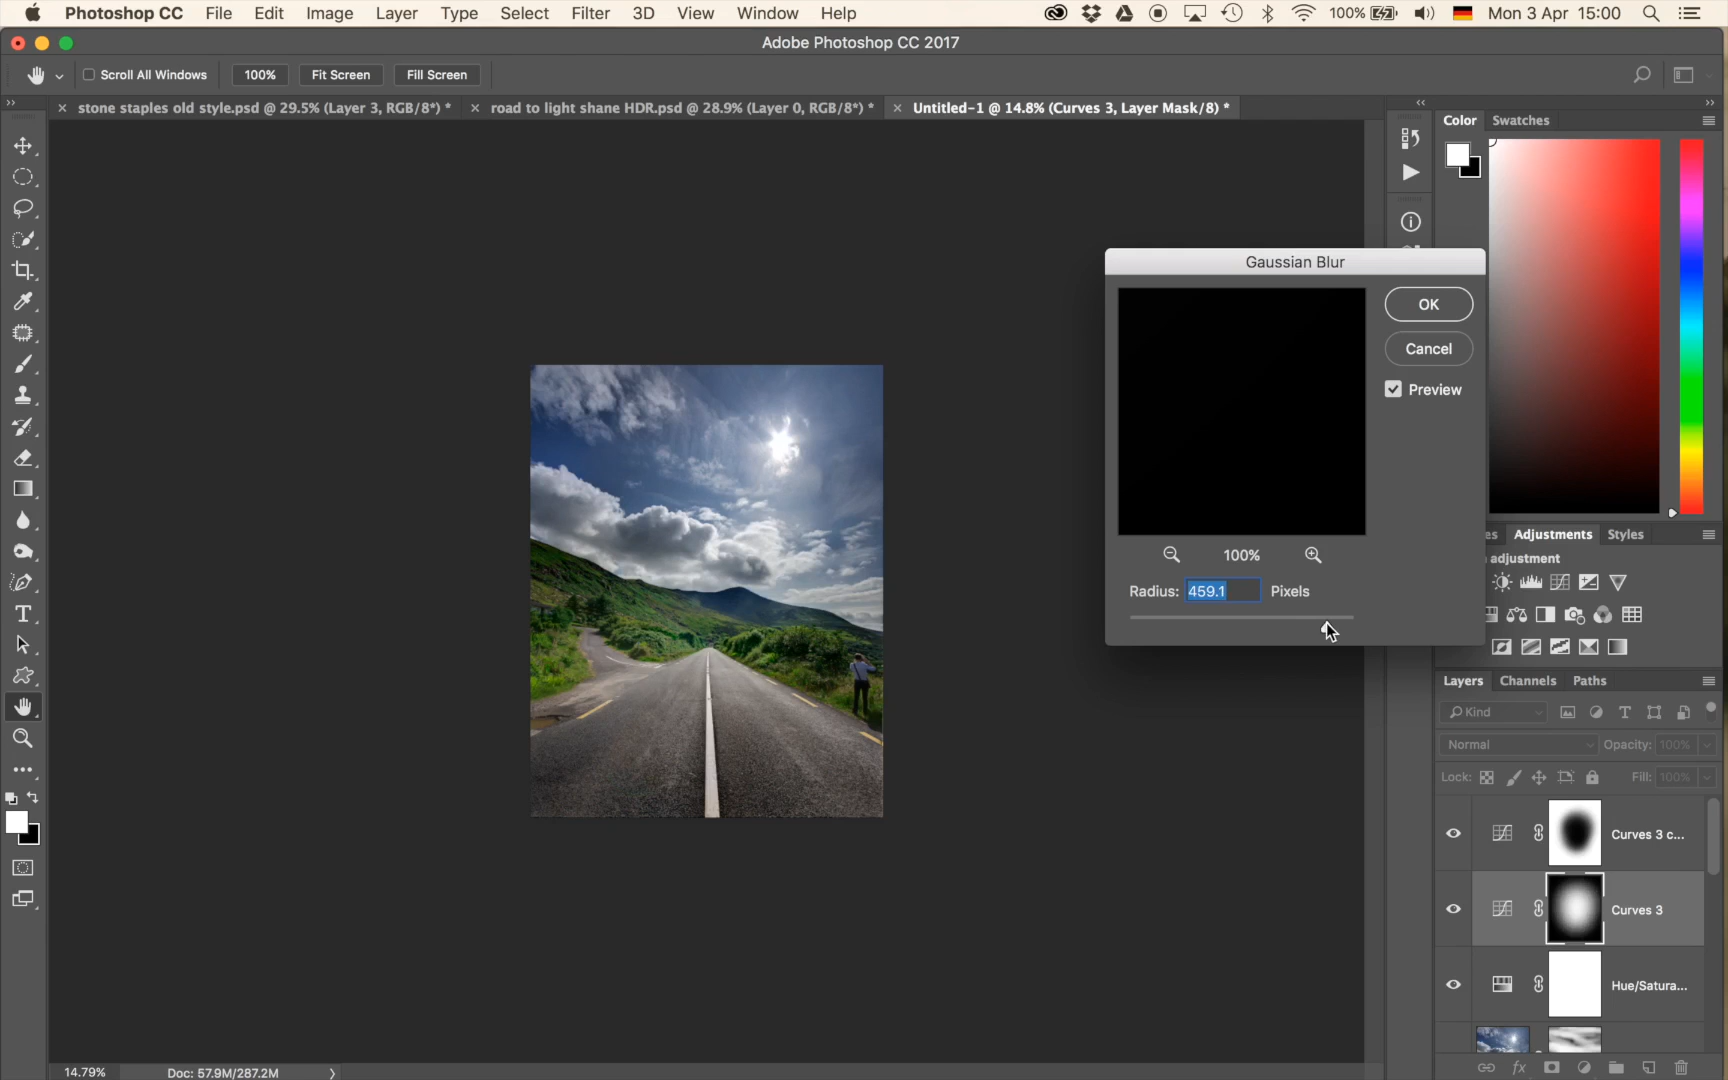 Photoshop CC File Edit Image Layer Type Select Filter 3D View Window Help 100% Mon 3 Apr 15:00
Adobe Photoshop CC 2017
Scroll All Windows 100% Fit Screen Fill Screen
stone staples old style.psd @ 29.5% (Layer 3, RGB/8*) * road to light shane HDR.psd @ 28.9% (Layer 0, RGB/8*) * Untitled-1 @ 14.8% (Curves 3, Layer Mask/8) *
Color Swatches
Gaussian Blur
OK
Cancel
Preview
100%
Radius: 459.1 Pixels
es Adjustments Styles
adjustment
Layers Channels Paths
Kind
Normal Opacity: 100%
Lock: Fill: 100%
Curves 3 c...
Curves 3
Hue/Satura...
14.79% Doc: 57.9M/287.2M